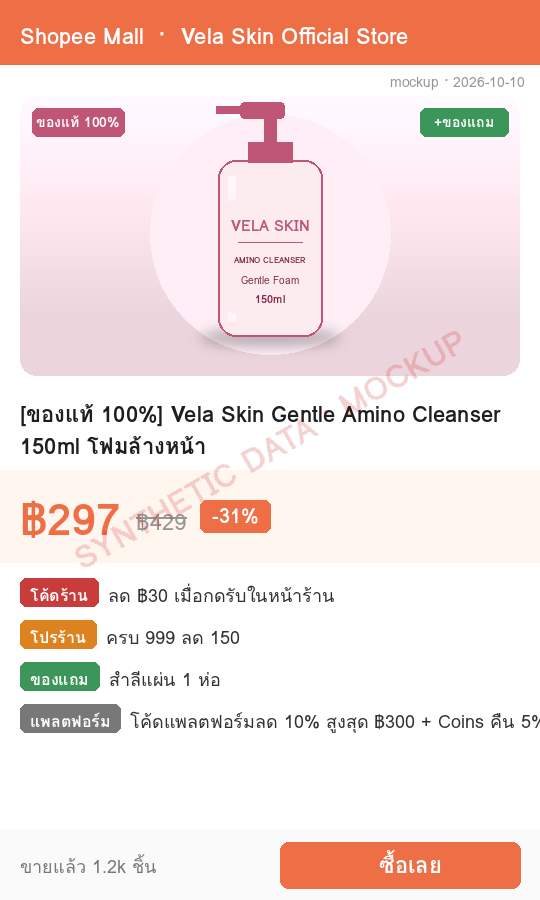 Shopee Mall · Vela Skin Official Store
mockup · 2026-10-10
ของแท้ 100%
+ของแถม
VELA SKIN
AMINO CLEANSER
Gentle Foam
150ml
[ของแท้ 100%] Vela Skin Gentle Amino Cleanser
150ml โฟมล้างหน้า
SYNTHETIC DATA · MOCKUP
฿297 ฿429 -31%
โค้ดร้าน ลด ฿30 เมื่อกดรับในหน้าร้าน
โปรร้าน ครบ 999 ลด 150
ของแถม สำลีแผ่น 1 ห่อ
แพลตฟอร์ม โค้ดแพลตฟอร์มลด 10% สูงสุด ฿300 + Coins คืน 5%
ขายแล้ว 1.2k ชิ้น
ซื้อเลย